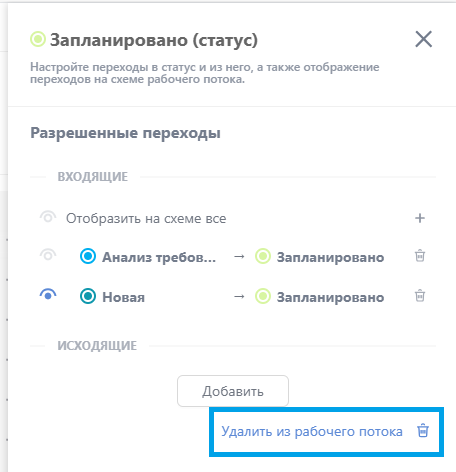 Запланировано (статус)
Настройте переходы в статус и из него, а также отображение
переходов на схеме рабочего потока.
Разрешенные переходы
ВХОДЯЩИЕ
Отобразить на схеме все
Анализ требов... → Запланировано
Новая → Запланировано
ИСХОДЯЩИЕ
Добавить
Удалить из рабочего потока